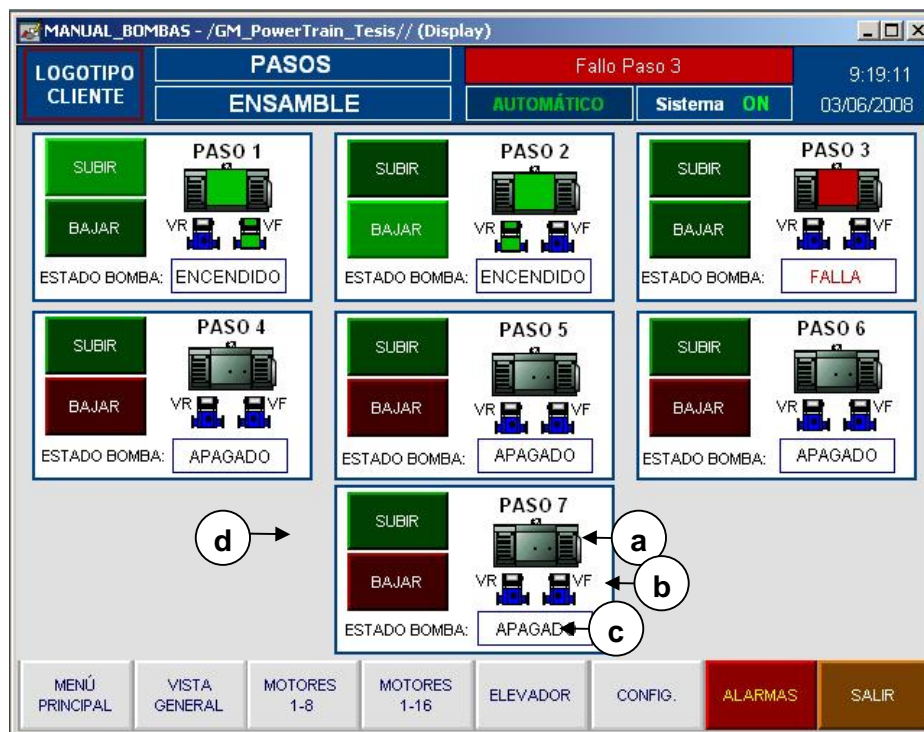 MANUAL_BOMBAS - /GM_PowerTrain_Tesis// (Display)
LOGOTIPO
CLIENTE
PASOS
ENSAMBLE
Fallo Paso 3
AUTOMÁTICO
Sistema ON
9:19:11
03/06/2008
SUBIR
BAJAR
PASO 1
VR VF
ESTADO BOMBA: ENCENDIDO
SUBIR
BAJAR
PASO 2
VR VF
ESTADO BOMBA: ENCENDIDO
SUBIR
BAJAR
PASO 3
VR VF
ESTADO BOMBA: FALLA
SUBIR
BAJAR
PASO 4
VR VF
ESTADO BOMBA: APAGADO
SUBIR
BAJAR
PASO 5
VR VF
ESTADO BOMBA: APAGADO
SUBIR
BAJAR
PASO 6
VR VF
ESTADO BOMBA: APAGADO
d
SUBIR
BAJAR
PASO 7
VR VF
ESTADO BOMBA: APAGADO
a
b
c
MENÚ
PRINCIPAL
VISTA
GENERAL
MOTORES
1-8
MOTORES
1-16
ELEVADOR
CONFIG.
ALARMAS
SALIR